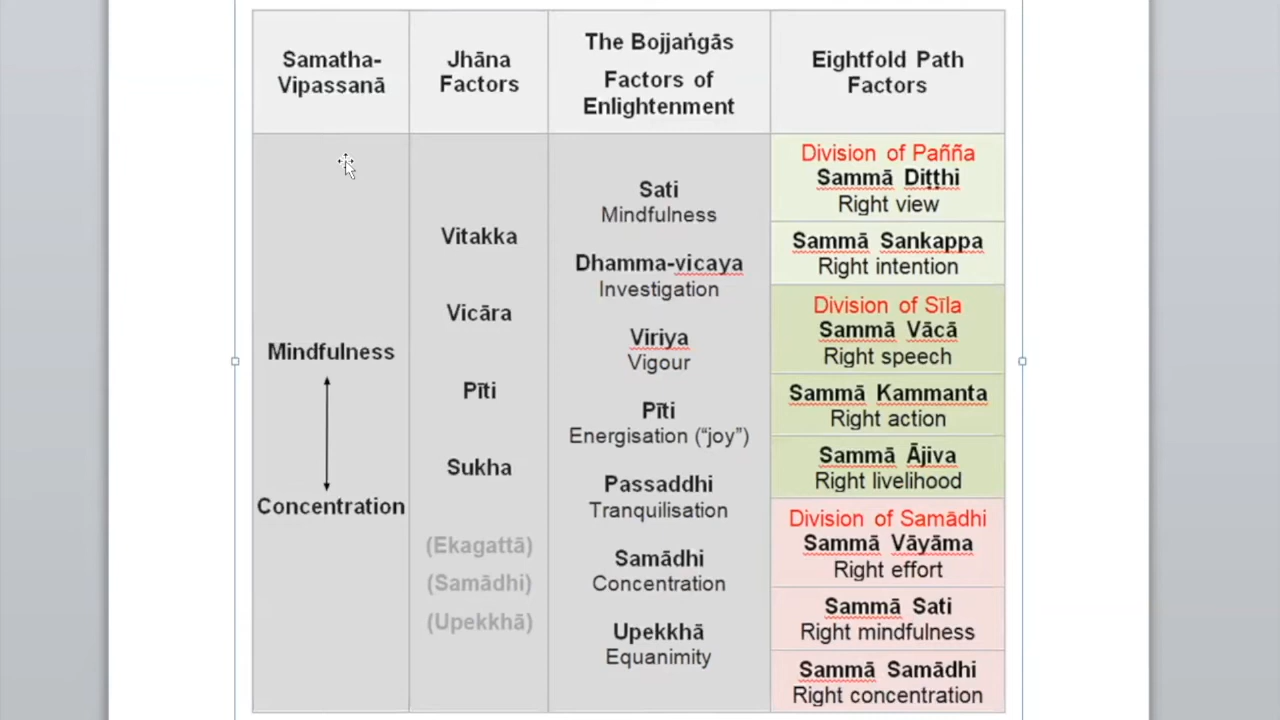 Samatha-
Vipassanā
Jhāna
Factors
The Bojjaṅgās
Factors of
Enlightenment
Eightfold Path
Factors
Mindfulness
Concentration
Vitakka
Vicāra
Pīti
Sukha
(Ekagattā)
(Samādhi)
(Upekkhā)
Sati
Mindfulness
Dhamma-vicaya
Investigation
Viriya
Vigour
Pīti
Energisation (“joy”)
Passaddhi
Tranquilisation
Samādhi
Concentration
Upekkhā
Equanimity
Division of Pañña
Sammā Diṭṭhi
Right view
Sammā Sankappa
Right intention
Division of Sīla
Sammā Vācā
Right speech
Sammā Kammanta
Right action
Sammā Ājiva
Right livelihood
Division of Samādhi
Sammā Vāyāma
Right effort
Sammā Sati
Right mindfulness
Sammā Samādhi
Right concentration